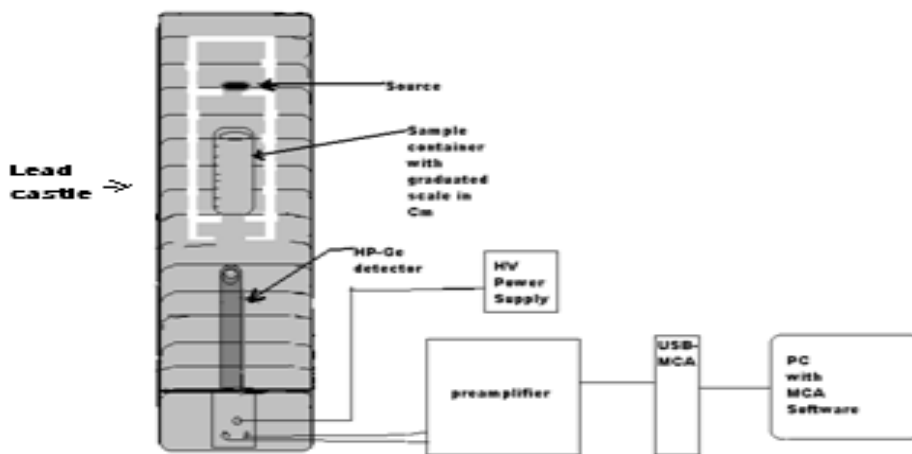 Source
Sample
container
with
graduated
scale in
Cm
Lead
castle
HP-Ge
detector
HV
Power
Supply
USB-
MCA
preamplifier
PC
with
MCA
Software